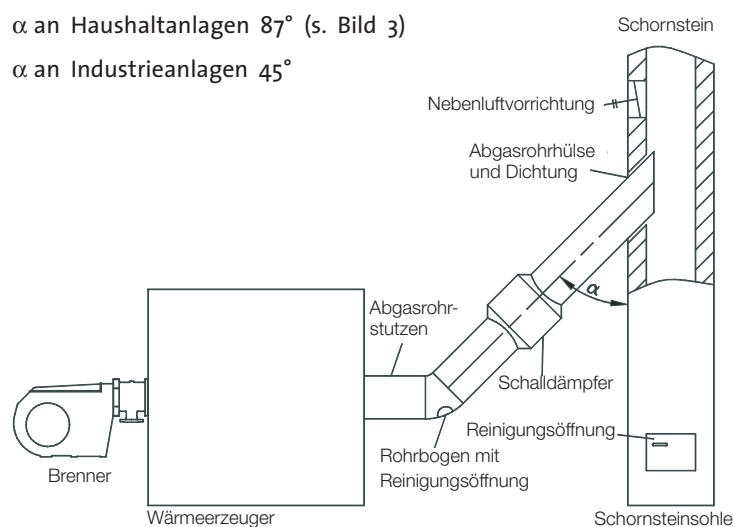 α an Haushaltanlagen 87° (s. Bild 3)
α an Industrieanlagen 45°
Schornstein
Nebenluftvorrichtung
Abgasrohrhülse
und Dichtung
α
Abgasrohr-
stutzen
Schalldämpfer
Reinigungsöffnung
Rohrbogen mit
Reinigungsöffnung
Brenner
Wärmeerzeuger
Schornsteinsohle